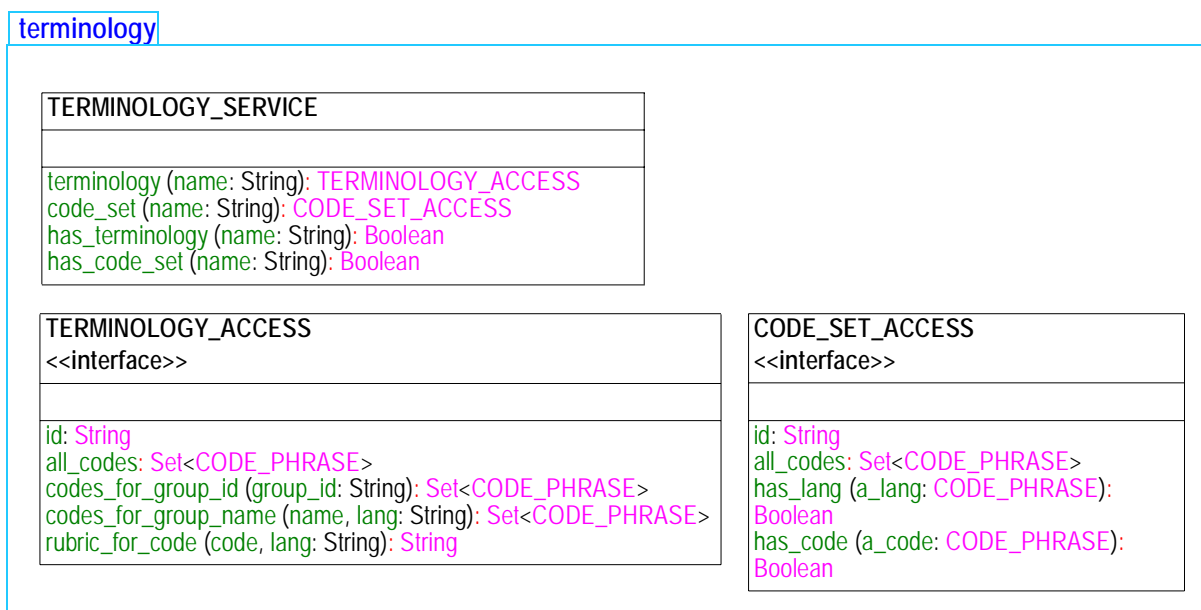 terminology
TERMINOLOGY_SERVICE
terminology (name: String): TERMINOLOGY_ACCESS
code_set (name: String): CODE_SET_ACCESS
has_terminology (name: String): Boolean
has_code_set (name: String): Boolean
TERMINOLOGY_ACCESS
<<interface>>
id: String
all_codes: Set<CODE_PHRASE>
codes_for_group_id (group_id: String): Set<CODE_PHRASE>
codes_for_group_name (name, lang: String): Set<CODE_PHRASE>
rubric_for_code (code, lang: String): String
CODE_SET_ACCESS
<<interface>>
id: String
all_codes: Set<CODE_PHRASE>
has_lang (a_lang: CODE_PHRASE):
Boolean
has_code (a_code: CODE_PHRASE):
Boolean